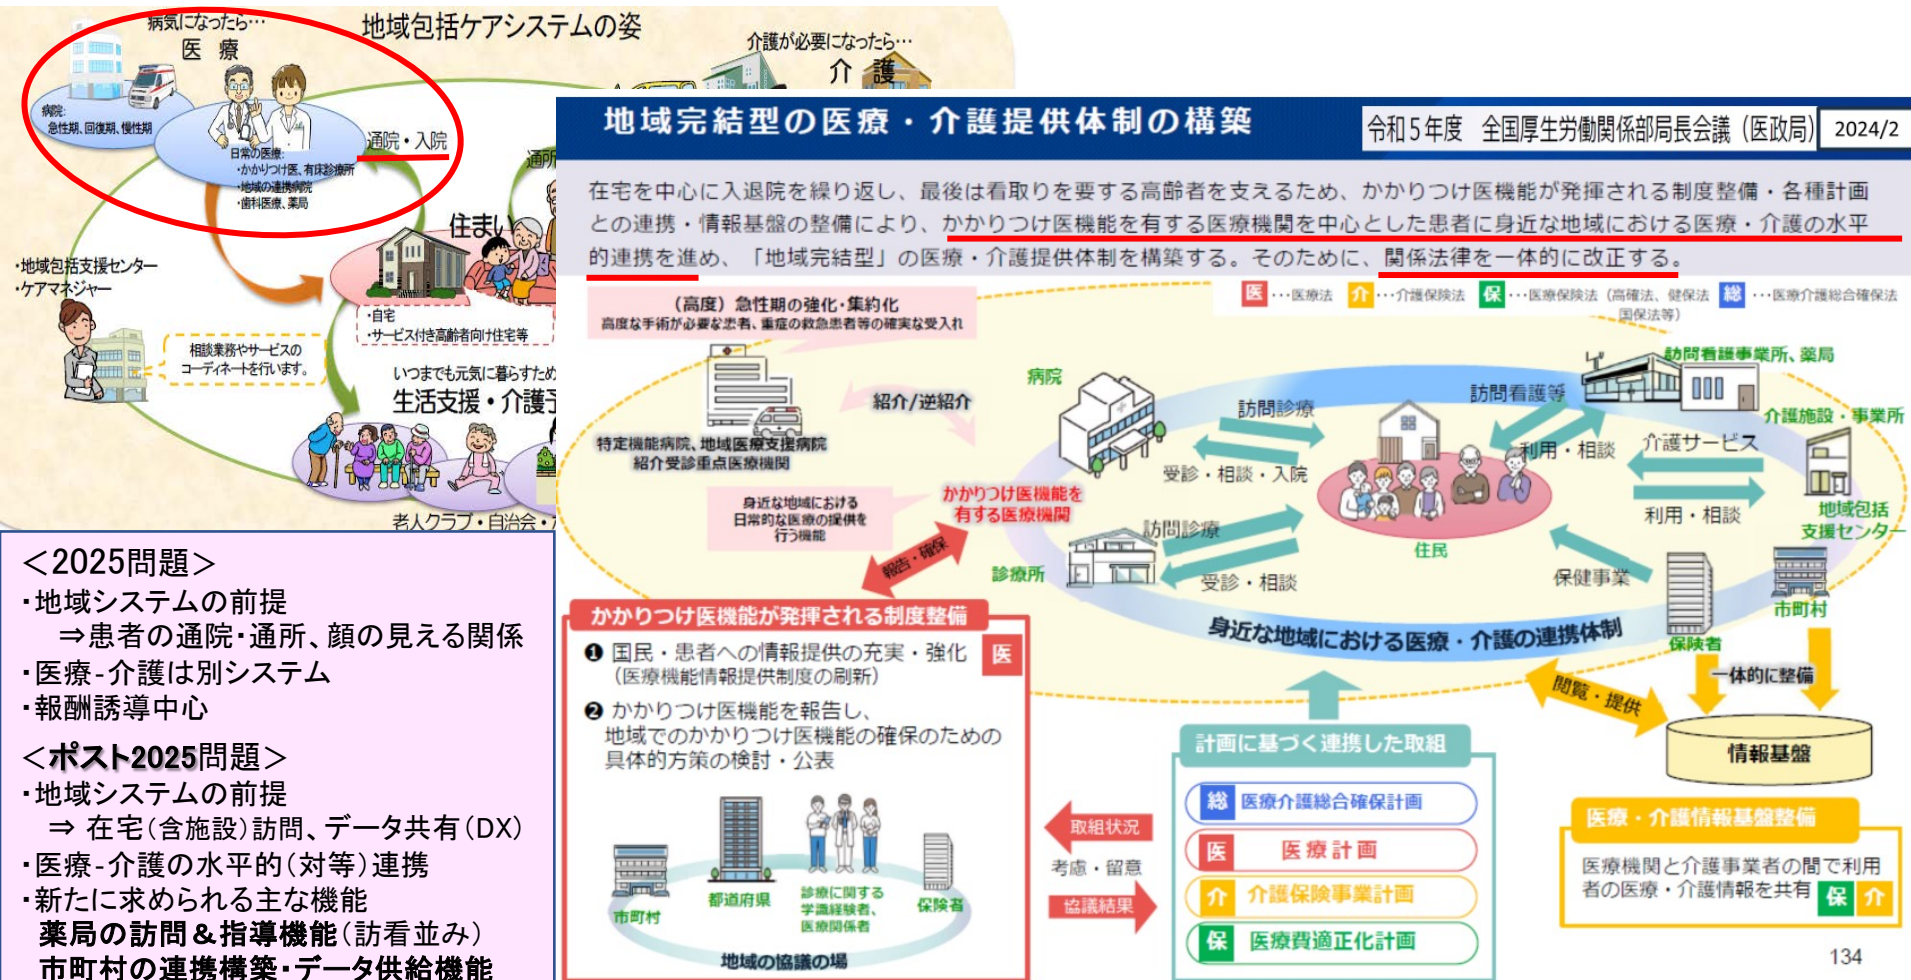 病気になったら…
医 療
地域包括ケアシステムの姿
介護が必要になったら…
介 護
病院:
急性期、回復期、慢性期
日常の医療:
・かかりつけ医、有床診療所
・地域の連携病院
・歯科医療、薬局
通院・入院
通所
住まい
・地域包括支援センター
・ケアマネジャー
・自宅
・サービス付き高齢者向け住宅等
相談業務やサービスの
コーディネートを行います。
いつまでも元気に暮らすため
生活支援・介護予
老人クラブ・自治会・
地域完結型の医療・介護提供体制の構築
令和5年度 全国厚生労働関係部局長会議(医政局)
2024/2
在宅を中心に入退院を繰り返し、最後は看取りを要する高齢者を支えるため、かかりつけ医機能が発揮される制度整備・各種計画
との連携・情報基盤の整備により、かかりつけ医機能を有する医療機関を中心とした患者に身近な地域における医療・介護の水平
的連携を進め、「地域完結型」の医療・介護提供体制を構築する。そのために、関係法律を一体的に改正する。
医 …医療法 介 …介護保険法 保 …医療保険法(高確法、健保法 総 …医療介護総合確保法
国保法等)
(高度)急性期の強化・集約化
高度な手術が必要な患者、重症の救急患者等の確実な受入れ
特定機能病院、地域医療支援病院
紹介受診重点医療機関
紹介/逆紹介
身近な地域における
日常的な医療の提供を
行う機能
かかりつけ医機能を
有する医療機関
報告・確保
病院
訪問診療
受診・相談・入院
診療所
訪問診療
受診・相談
住民
訪問看護等
利用・相談
訪問看護事業所、薬局
介護施設・事業所
介護サービス
利用・相談
地域包括
支援センター
保健事業
保険者
市町村
身近な地域における医療・介護の連携体制
一体的に整備
閲覧・提供
情報基盤
医療・介護情報基盤整備
医療機関と介護事業者の間で利用
者の医療・介護情報を共有 保 介
かかりつけ医機能が発揮される制度整備
❶ 国民・患者への情報提供の充実・強化 医
(医療機能情報提供制度の刷新)
❷ かかりつけ医機能を報告し、
地域でのかかりつけ医機能の確保のための
具体的方策の検討・公表
市町村
都道府県
診療に関する
学識経験者、
医療関係者
保険者
地域の協議の場
取組状況
考慮・留意
協議結果
計画に基づく連携した取組
総 医療介護総合確保計画
医 医療計画
介 介護保険事業計画
保 医療費適正化計画
134
<2025問題>
・地域システムの前提
⇒患者の通院・通所、顔の見える関係
・医療-介護は別システム
・報酬誘導中心
<ポスト2025問題>
・地域システムの前提
⇒ 在宅(含施設)訪問、データ共有(DX)
・医療-介護の水平的(対等)連携
・新たに求められる主な機能
薬局の訪問&指導機能(訪看並み)
市町村の連携構築・データ供給機能